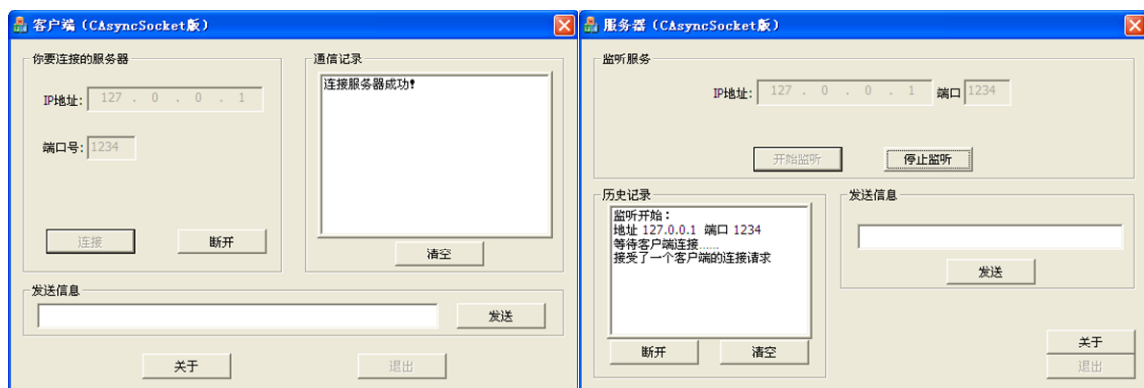 客户端（CAsyncSocket版）
你要连接的服务器
IP地址: 127 . 0 . 0 . 1
端口号: 1234
连接
断开
通信记录
连接服务器成功!
清空
发送信息
发送
关于
退出
服务器（CAsyncSocket版）
监听服务
IP地址: 127 . 0 . 0 . 1 端口 1234
开始监听
停止监听
历史记录
监听开始：
地址 127.0.0.1 端口 1234
等待客户端连接......
接受了一个客户端的连接请求
断开
清空
发送信息
发送
关于
退出